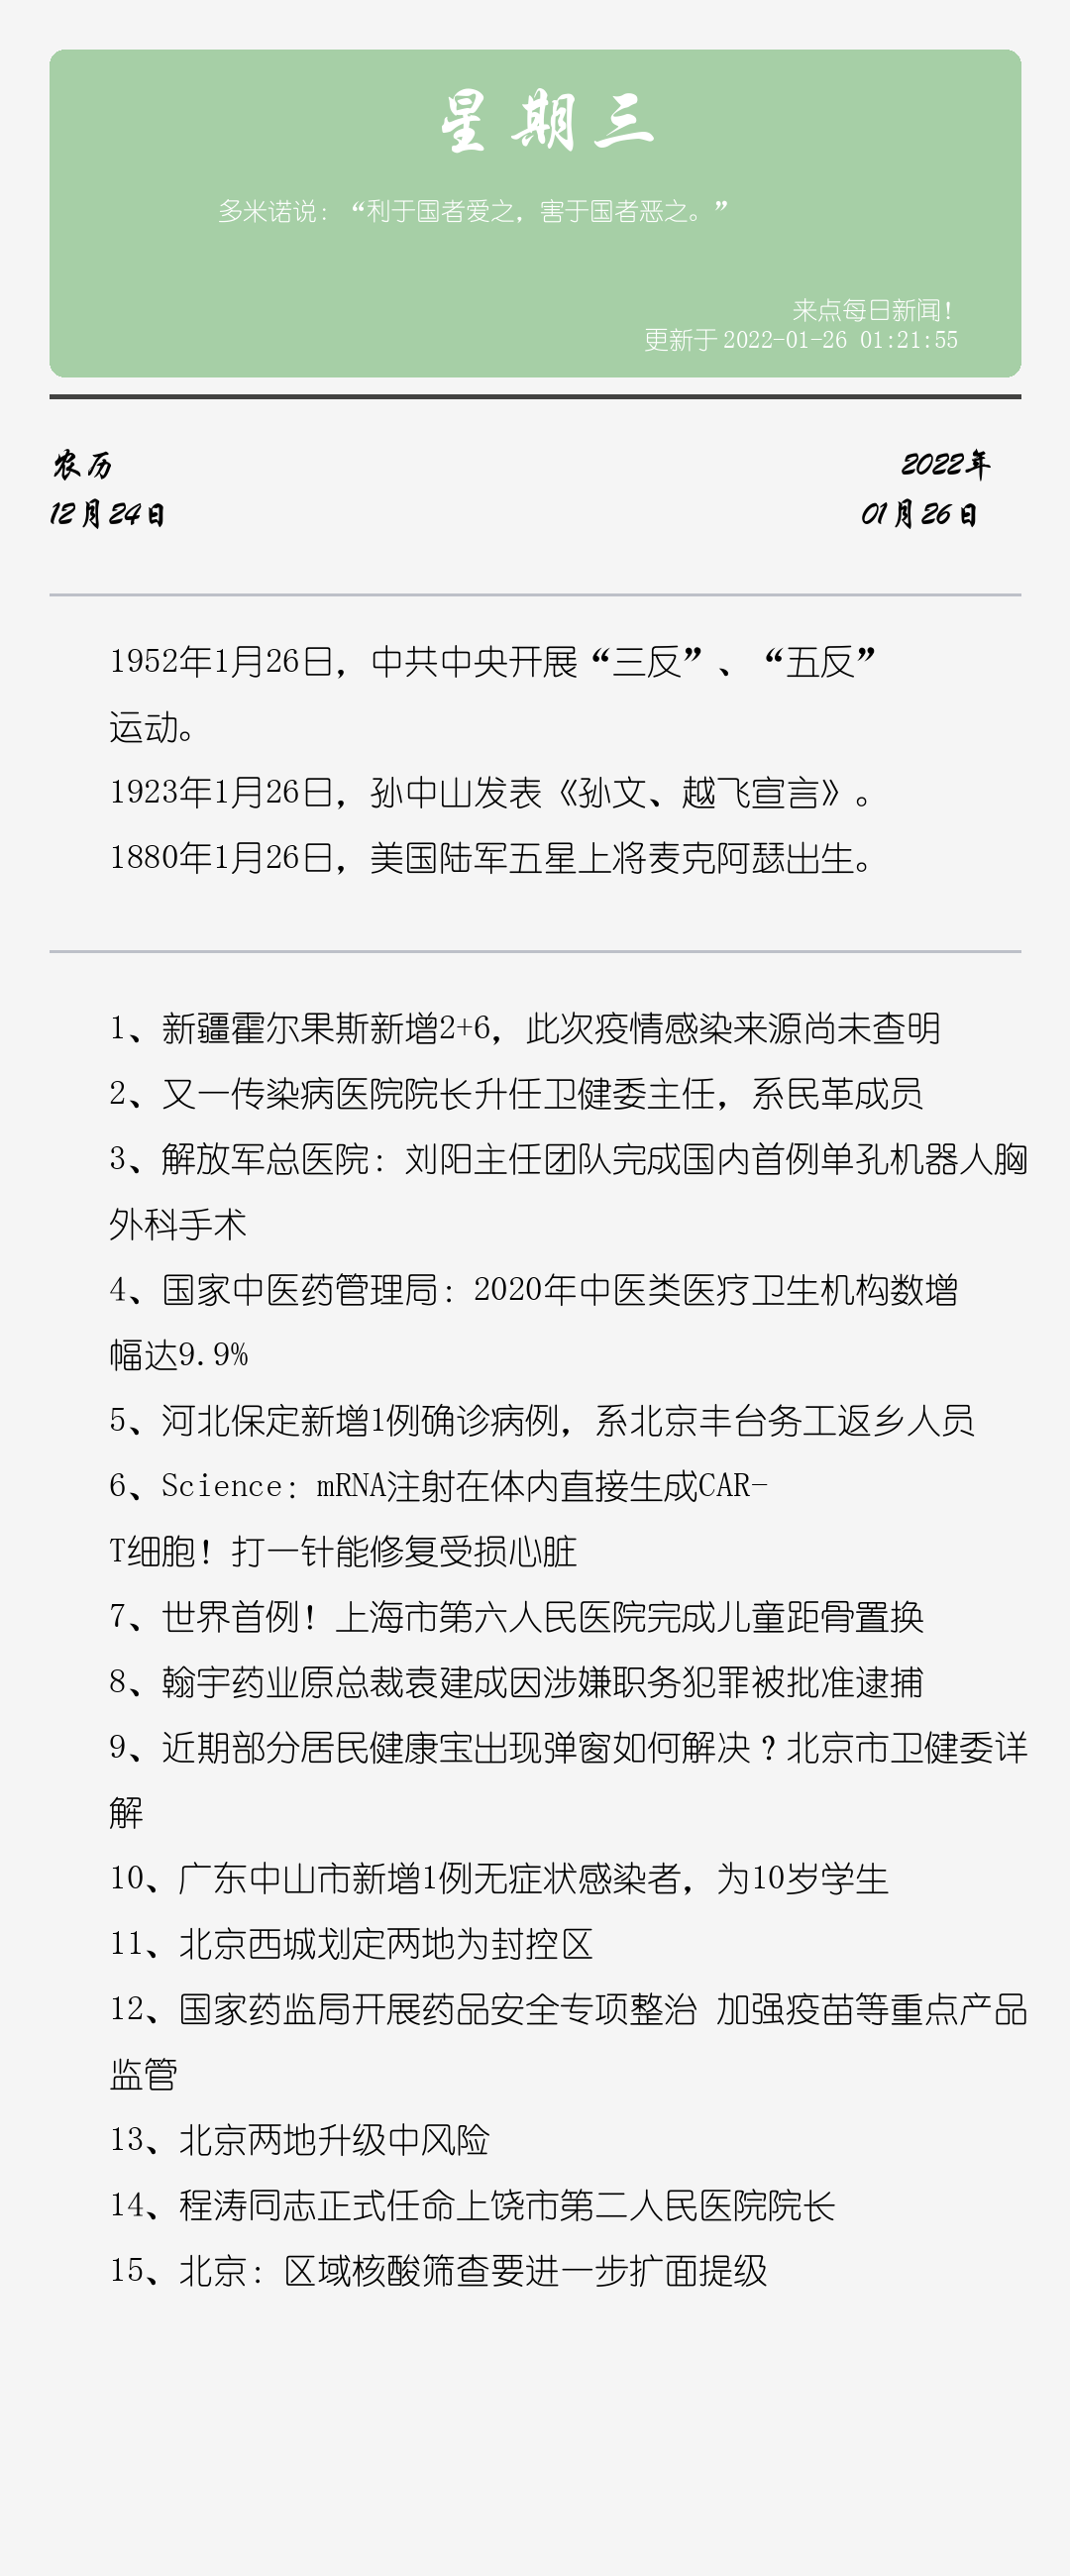 星期三
多米诺说：“利于国者爱之，害于国者恶之。”
来点每日新闻！
更新于 2022-01-26 01:21:55
农历
2022年
12月24日
01月26日
1952年1月26日，中共中央开展“三反”、“五反”
运动。
1923年1月26日，孙中山发表《孙文、越飞宣言》。
1880年1月26日，美国陆军五星上将麦克阿瑟出生。
1、新疆霍尔果斯新增2+6，此次疫情感染来源尚未查明
2、又一传染病医院院长升任卫健委主任，系民革成员
3、解放军总医院：刘阳主任团队完成国内首例单孔机器人胸
外科手术
4、国家中医药管理局：2020年中医类医疗卫生机构数增
幅达9.9%
5、河北保定新增1例确诊病例，系北京丰台务工返乡人员
6、Science：mRNA注射在体内直接生成CAR-
T细胞！打一针能修复受损心脏
7、世界首例！上海市第六人民医院完成儿童距骨置换
8、翰宇药业原总裁袁建成因涉嫌职务犯罪被批准逮捕
9、近期部分居民健康宝出现弹窗如何解决？北京市卫健委详
解
10、广东中山市新增1例无症状感染者，为10岁学生
11、北京西城划定两地为封控区
12、国家药监局开展药品安全专项整治 加强疫苗等重点产品
监管
13、北京两地升级中风险
14、程涛同志正式任命上饶市第二人民医院院长
15、北京：区域核酸筛查要进一步扩面提级